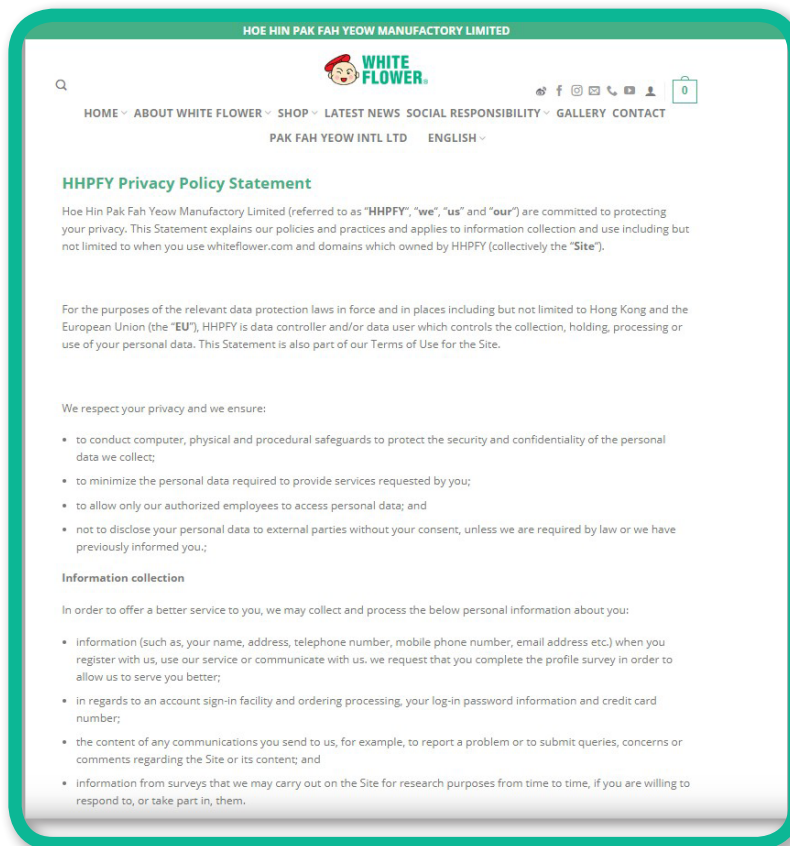 HOE HIN PAK FAH YEOW MANUFACTORY LIMITED
WHITE
FLOWER®
0
HOME ABOUT WHITE FLOWER SHOP LATEST NEWS SOCIAL RESPONSIBILITY GALLERY CONTACT
PAK FAH YEOW INTL LTD ENGLISH
HHPFY Privacy Policy Statement
Hoe Hin Pak Fah Yeow Manufactory Limited (referred to as “HHPFY”, “we”, “us” and “our”) are committed to protecting
your privacy. This Statement explains our policies and practices and applies to information collection and use including but
not limited to when you use whiteflower.com and domains which owned by HHPFY (collectively the “Site”).
For the purposes of the relevant data protection laws in force and in places including but not limited to Hong Kong and the
European Union (the “EU”), HHPFY is data controller and/or data user which controls the collection, holding, processing or
use of your personal data. This Statement is also part of our Terms of Use for the Site.
We respect your privacy and we ensure:
• to conduct computer, physical and procedural safeguards to protect the security and confidentiality of the personal
data we collect;
• to minimize the personal data required to provide services requested by you;
• to allow only our authorized employees to access personal data; and
• not to disclose your personal data to external parties without your consent, unless we are required by law or we have
previously informed you.;
Information collection
In order to offer a better service to you, we may collect and process the below personal information about you:
• information (such as, your name, address, telephone number, mobile phone number, email address etc.) when you
register with us, use our service or communicate with us. we request that you complete the profile survey in order to
allow us to serve you better;
• in regards to an account sign-in facility and ordering processing, your log-in password information and credit card
number;
• the content of any communications you send to us, for example, to report a problem or to submit queries, concerns or
comments regarding the Site or its content; and
• information from surveys that we may carry out on the Site for research purposes from time to time, if you are willing to
respond to, or take part in, them.